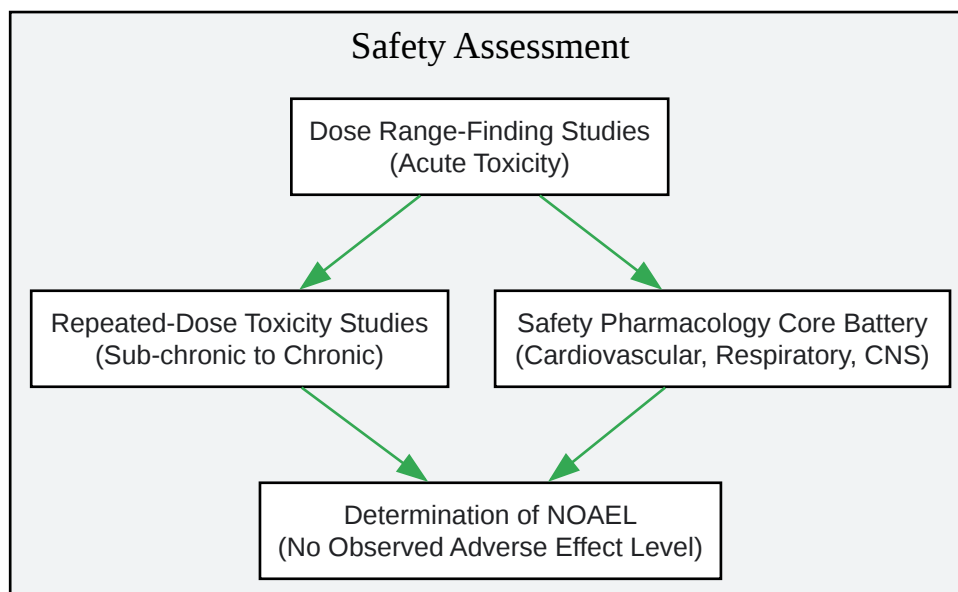 Safety Assessment
Dose Range-Finding Studies
(Acute Toxicity)
Repeated-Dose Toxicity Studies
(Sub-chronic to Chronic)
Safety Pharmacology Core Battery
(Cardiovascular, Respiratory, CNS)
Determination of NOAEL
(No Observed Adverse Effect Level)